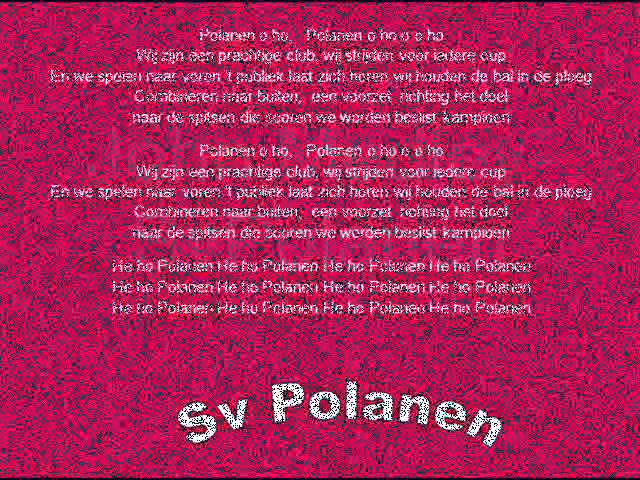 Polanen o ho,   Polanen o ho o o ho
Wij zijn een prachtige club, wij strijden voor iedere cup
En we spelen naar voren 't publiek laat zich horen wij houden de bal in de ploeg
Combineren naar buiten,  een voorzet  richting het doel
naar de spitsen die scoren we worden beslist kampioen
Polanen o ho,   Polanen o ho o o ho
Wij zijn een prachtige club, wij strijden voor iedere cup
En we spelen naar voren 't publiek laat zich horen wij houden de bal in de ploeg
Combineren naar buiten,  een voorzet  richting het doel
naar de spitsen die scoren we worden beslist kampioen
He ho Polanen He ho Polanen He ho Polanen He ho Polanen
He ho Polanen He ho Polanen He ho Polanen He ho Polanen
He ho Polanen He ho Polanen He ho Polanen He ho Polanen
Sv Polanen